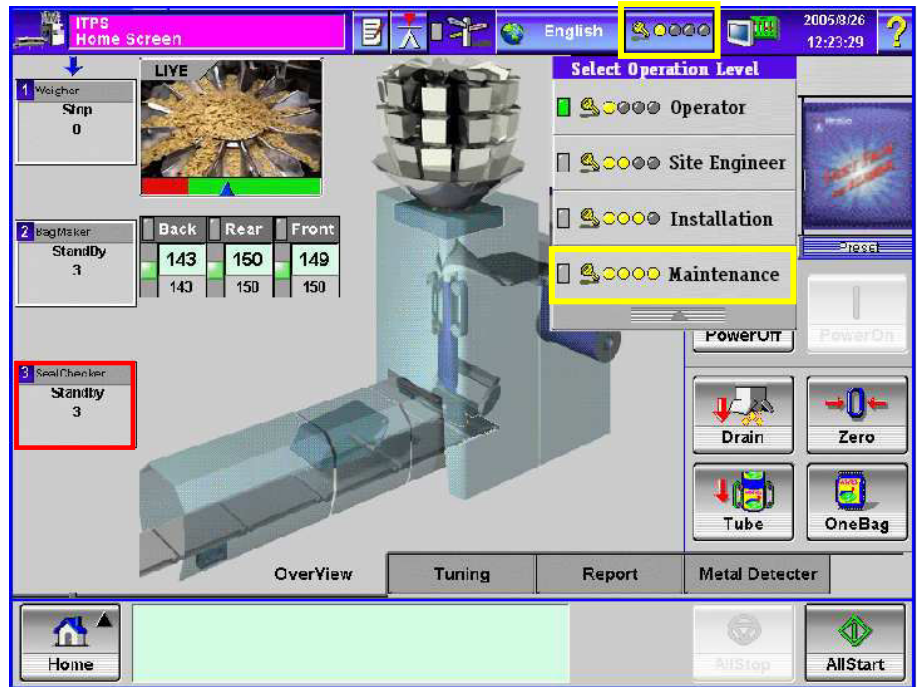 ITPS
Home Screen
English
2005/8/26
12:23:29
?
LIVE
Select Operation Level
1 Weigher
Stop
0
Operator
Site Engineer
Installation
Maintenance
2 BagMaker
StandBy
3
Back Rear Front
143 150 149
143 150 150
Preset
PowerOff
PowerOn
3 SealChecker
Standby
3
Drain
Zero
Tube
OneBag
OverView
Tuning
Report
Metal Detecter
Home
AllStop
AllStart